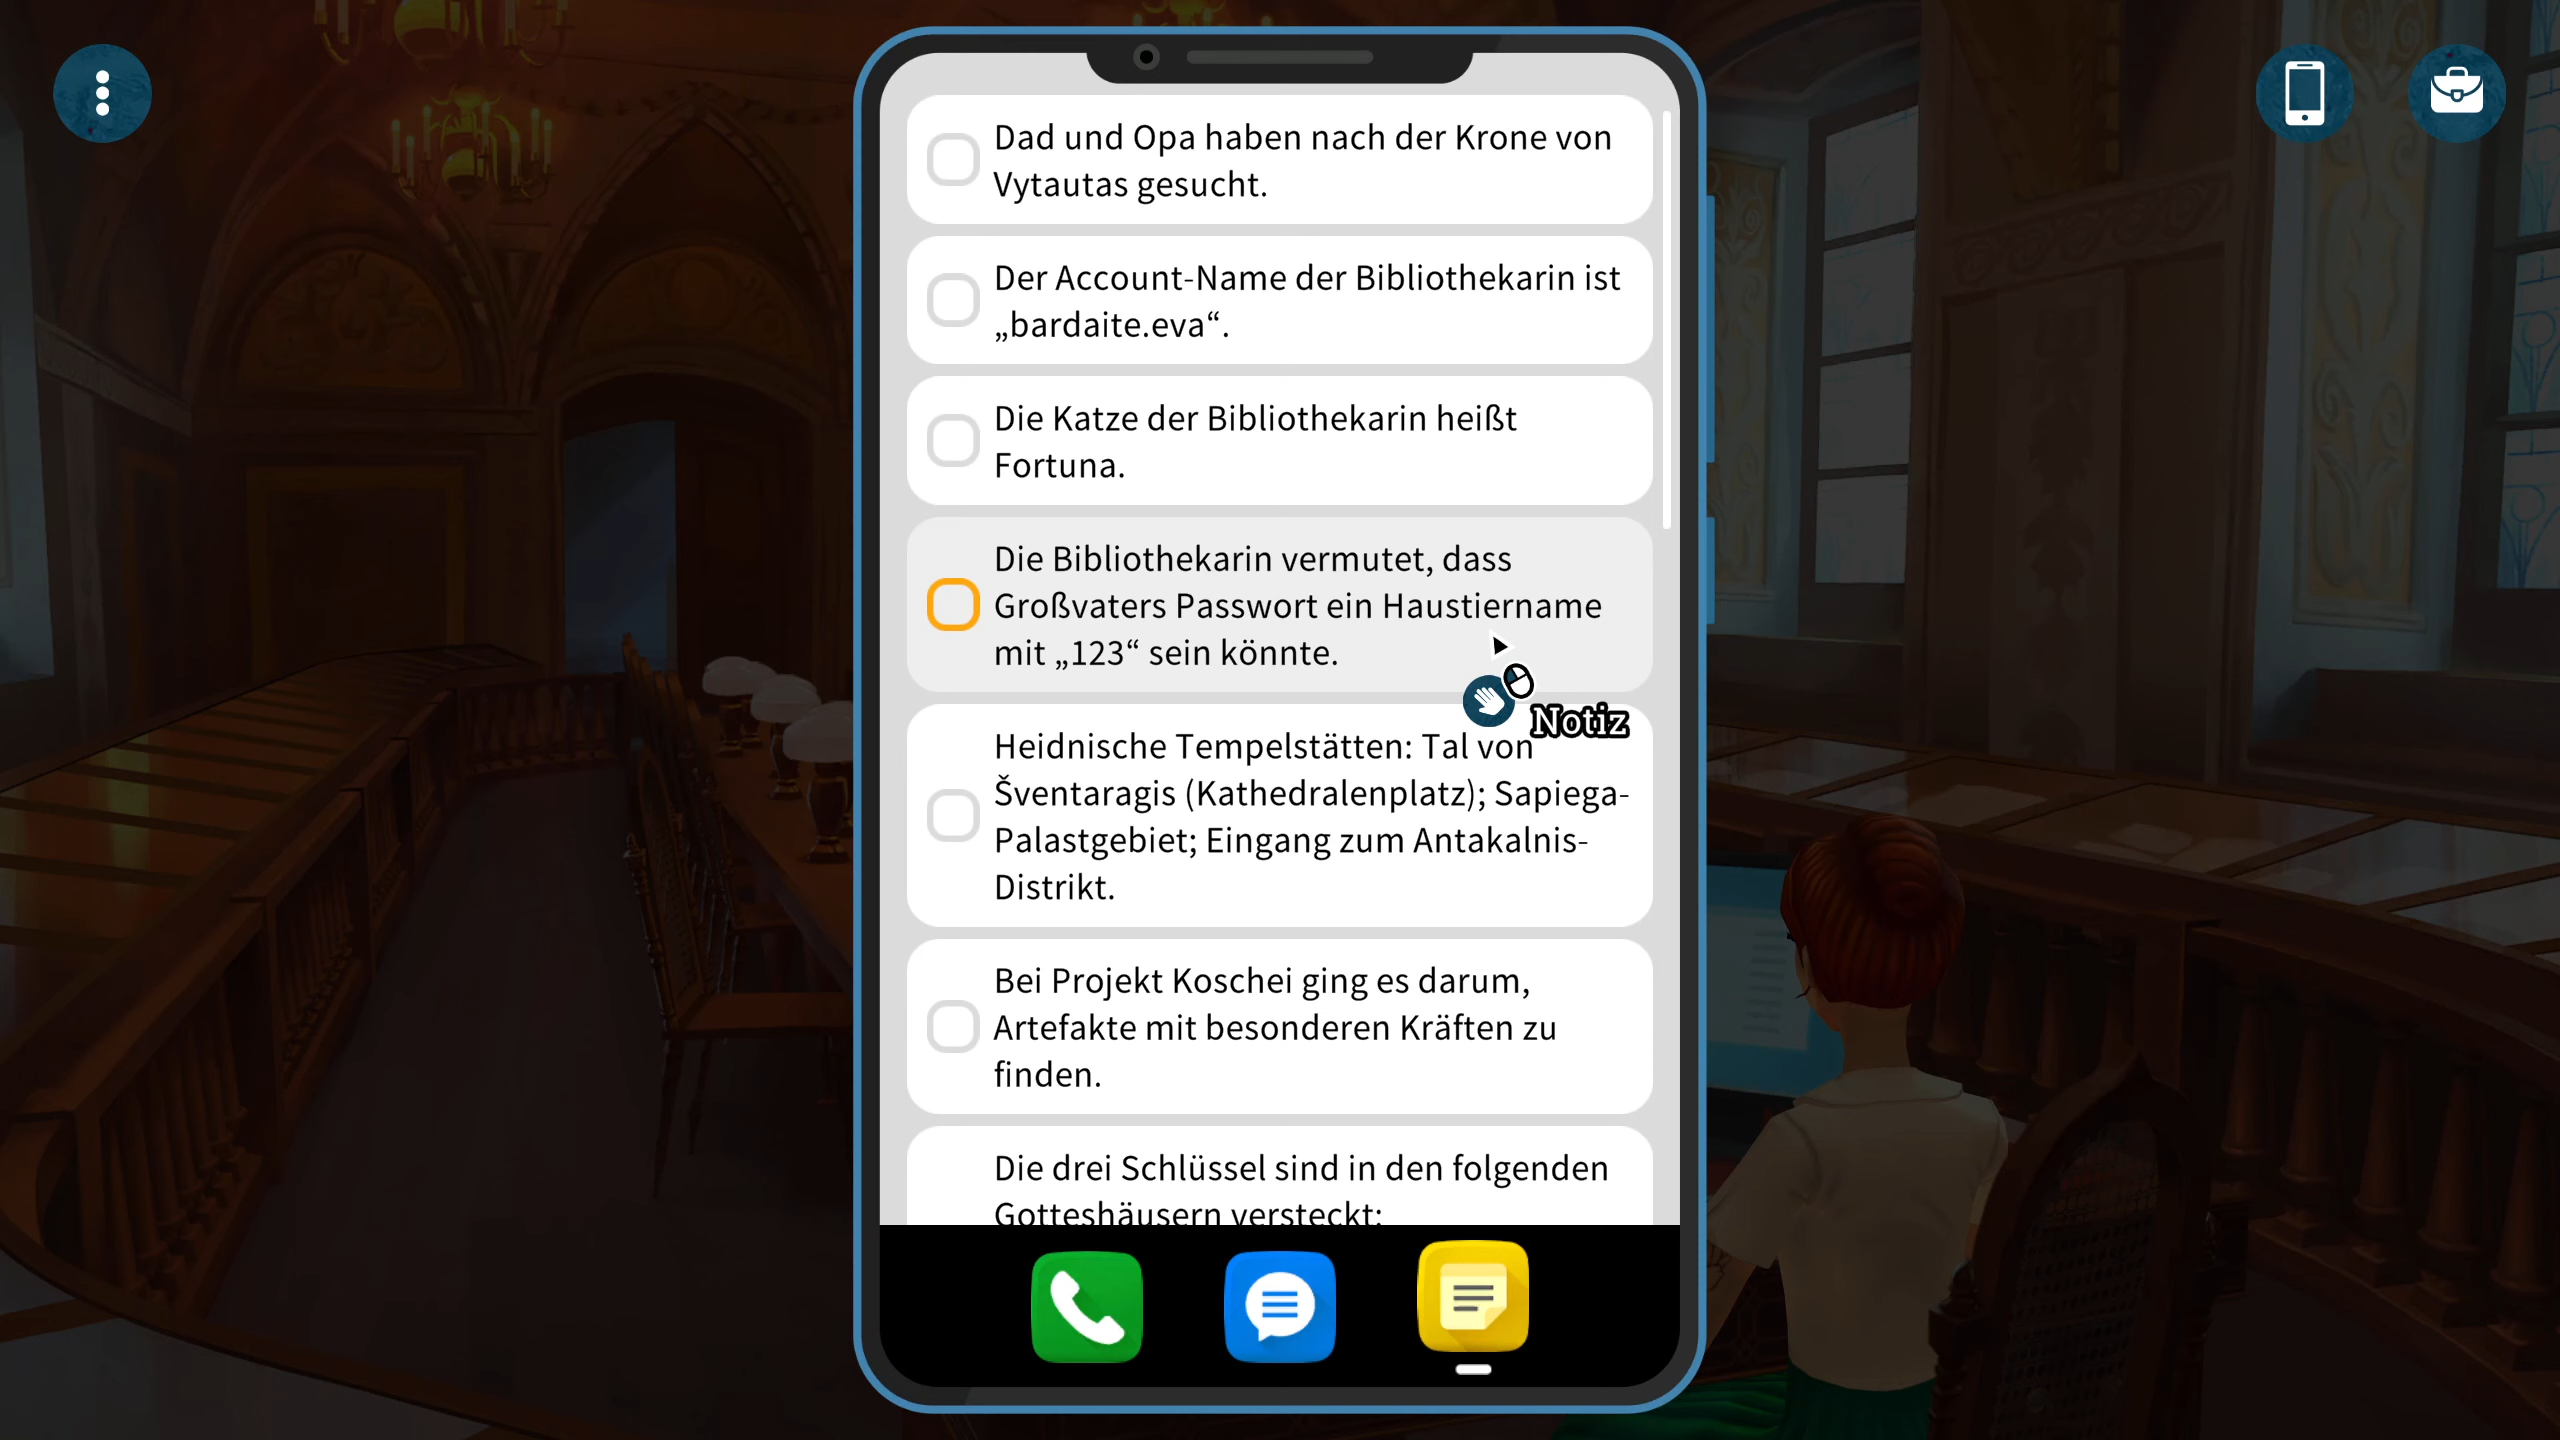 Dad und Opa haben nach der Krone von
Vytautas gesucht.
Der Account-Name der Bibliothekarin ist
„bardaite.eva“.
Die Katze der Bibliothekarin heißt
Fortuna.
Die Bibliothekarin vermutet, dass
Großvaters Passwort ein Haustiername
mit „123“ sein könnte.
Notiz
Heidnische Tempelstätten: Tal von
Šventaragis (Kathedralenplatz); Sapiega-
Palastgebiet; Eingang zum Antakalnis-
Distrikt.
Bei Projekt Koschei ging es darum,
Artefakte mit besonderen Kräften zu
finden.
Die drei Schlüssel sind in den folgenden
Gotteshäusern versteckt: